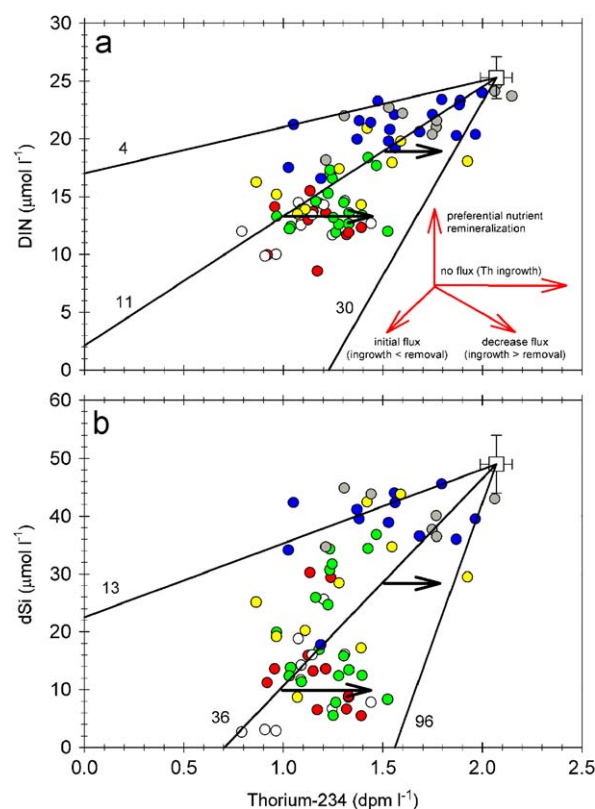 a
30
25
20
15
10
5
0
DIN (µmol l⁻¹)
4
11
30
preferential nutrient
remineralization
no flux (Th ingrowth)
initial flux
(ingrowth < removal)
decrease flux
(ingrowth > removal)
b
60
50
40
30
20
10
0
dSi (µmol l⁻¹)
13
36
96
0.0 0.5 1.0 1.5 2.0 2.5
Thorium-234 (dpm l⁻¹)